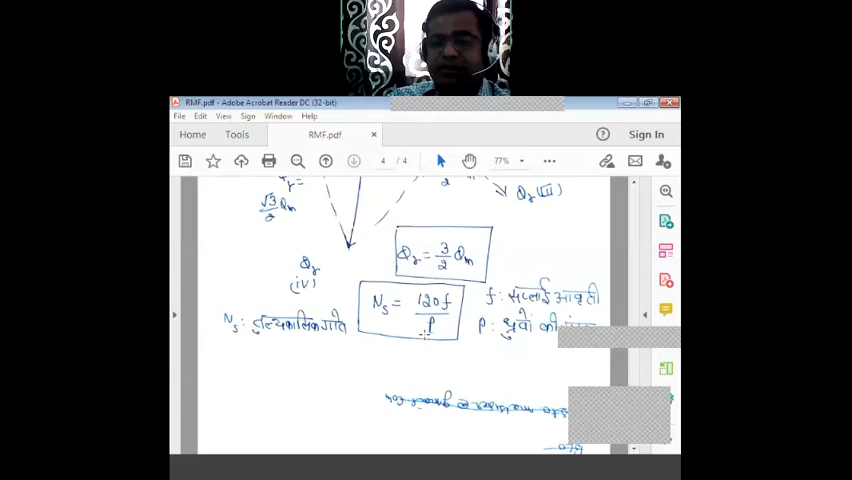 RMF.pdf - Adobe Acrobat Reader DC (32-bit)
File Edit View Sign Window Help
Home Tools RMF.pdf × ? Sign In
4 / 4 77%
√3/2 Φm
2
Φr (III)
Φr = 3/2 Φm
Φr
(iv)
Ns = 120f / P
f : सप्लाई आवृती
Ns : तुल्यकालिक गति
P : ध्रुवों की